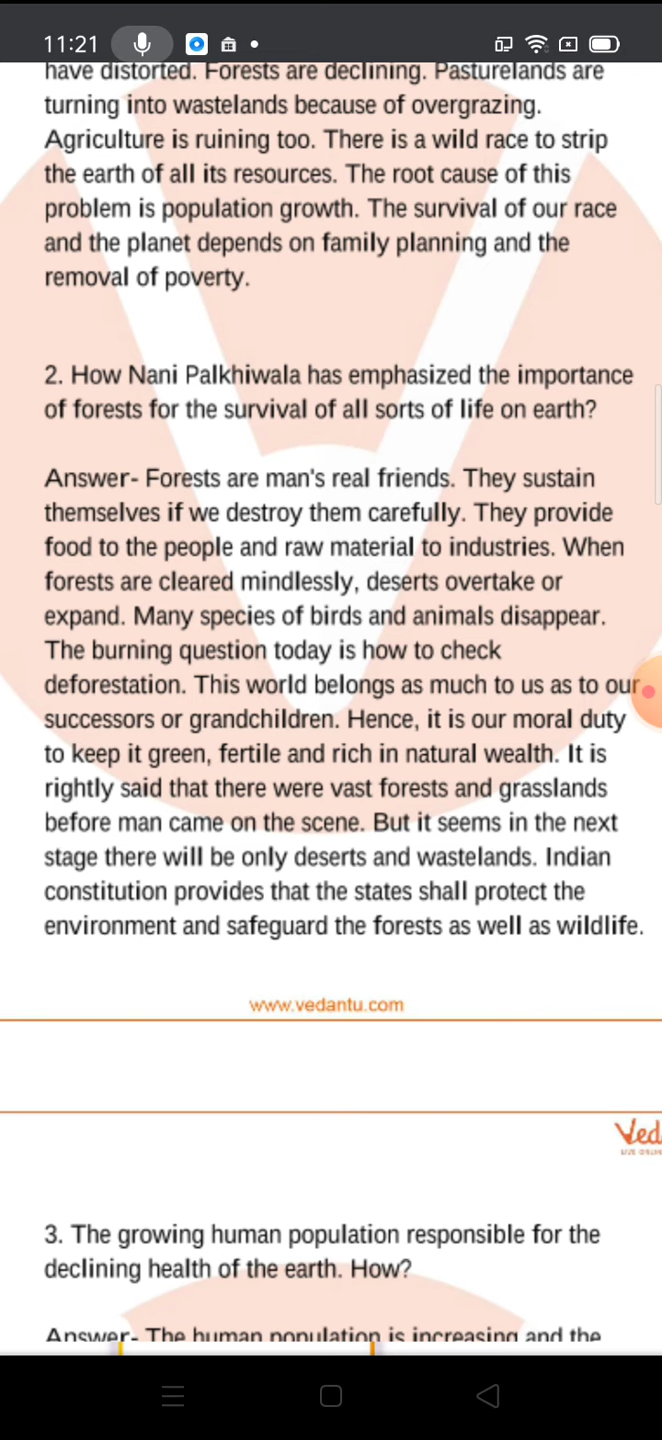 11:21
have distorted. Forests are declining. Pasturelands are
turning into wastelands because of overgrazing.
Agriculture is ruining too. There is a wild race to strip
the earth of all its resources. The root cause of this
problem is population growth. The survival of our race
and the planet depends on family planning and the
removal of poverty.
2. How Nani Palkhiwala has emphasized the importance
of forests for the survival of all sorts of life on earth?
Answer- Forests are man's real friends. They sustain
themselves if we destroy them carefully. They provide
food to the people and raw material to industries. When
forests are cleared mindlessly, deserts overtake or
expand. Many species of birds and animals disappear.
The burning question today is how to check
deforestation. This world belongs as much to us as to our
successors or grandchildren. Hence, it is our moral duty
to keep it green, fertile and rich in natural wealth. It is
rightly said that there were vast forests and grasslands
before man came on the scene. But it seems in the next
stage there will be only deserts and wastelands. Indian
constitution provides that the states shall protect the
environment and safeguard the forests as well as wildlife.
www.vedantu.com
Ved
LIVE ONLIN
3. The growing human population responsible for the
declining health of the earth. How?
Answer- The human population is increasing and the